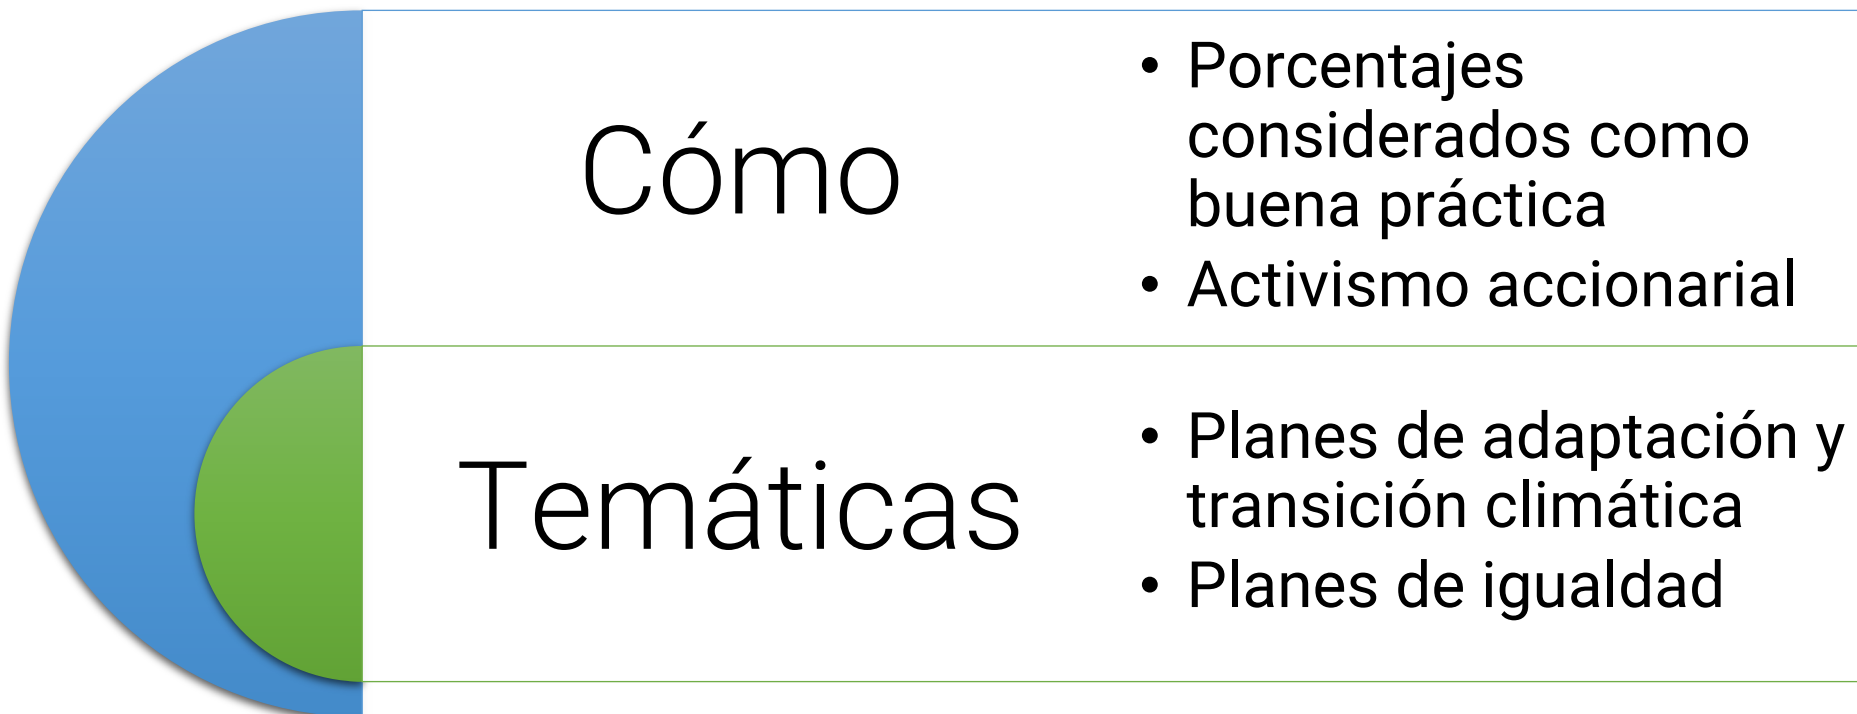 Cómo
• Porcentajes
considerados como
buena práctica
• Activismo accionarial
Temáticas
• Planes de adaptación y
transición climática
• Planes de igualdad